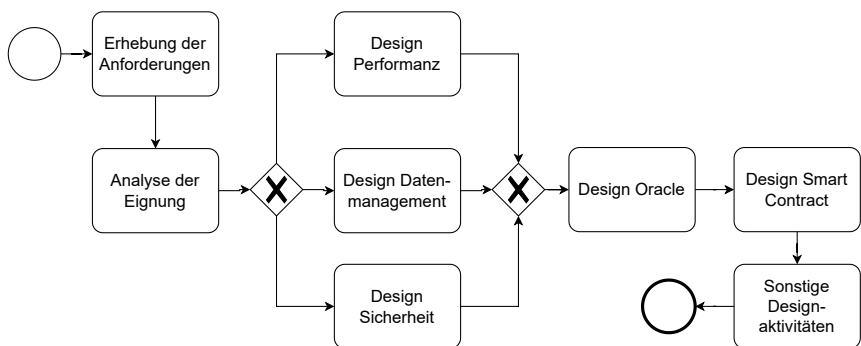 Erhebung der
Anforderungen
Analyse der
Eignung
Design
Performanz
Design Daten-
management
Design
Sicherheit
Design Oracle
Design Smart
Contract
Sonstige
Design-
aktivitäten